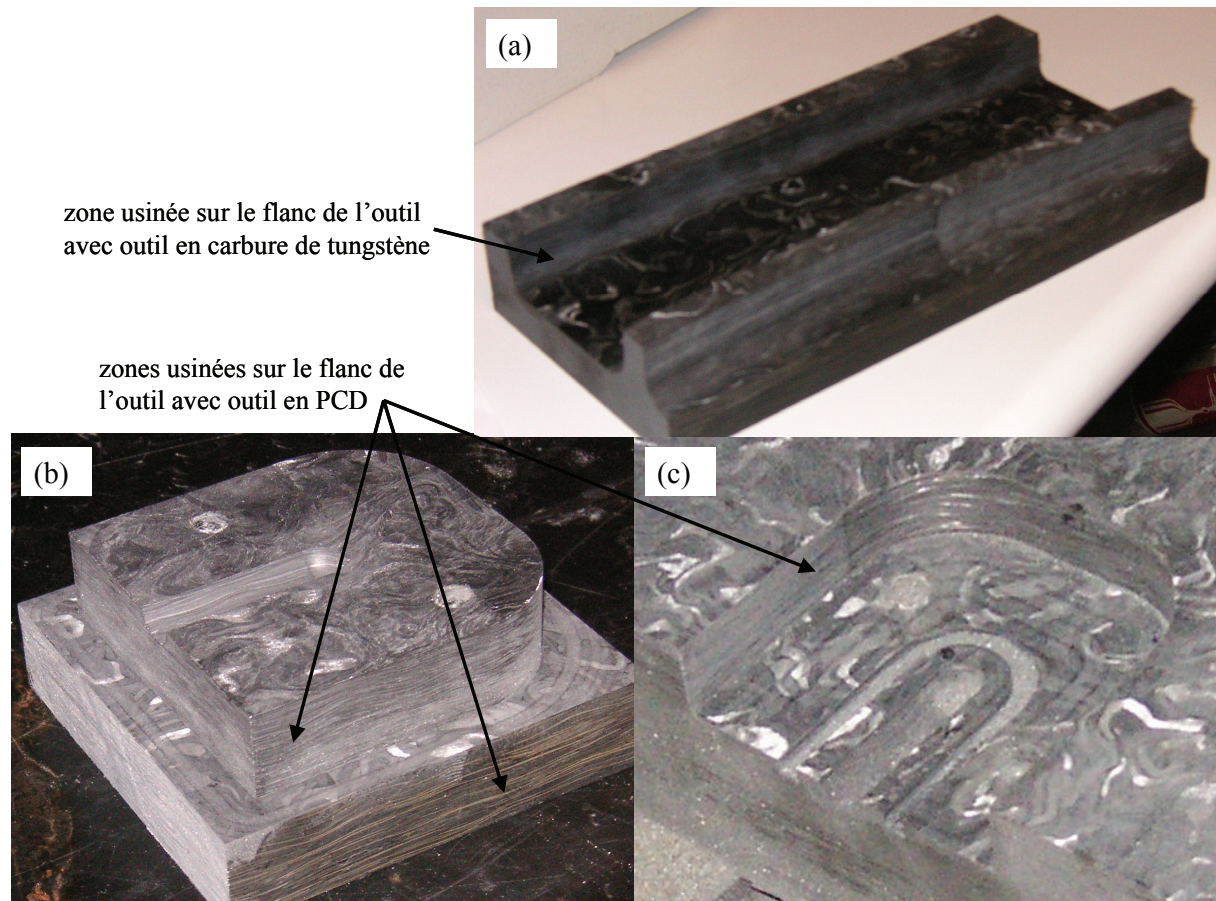 (a)
zone usinée sur le flanc de l'outil
avec outil en carbure de tungstène
zones usinées sur le flanc de
l'outil avec outil en PCD
(b)
(c)